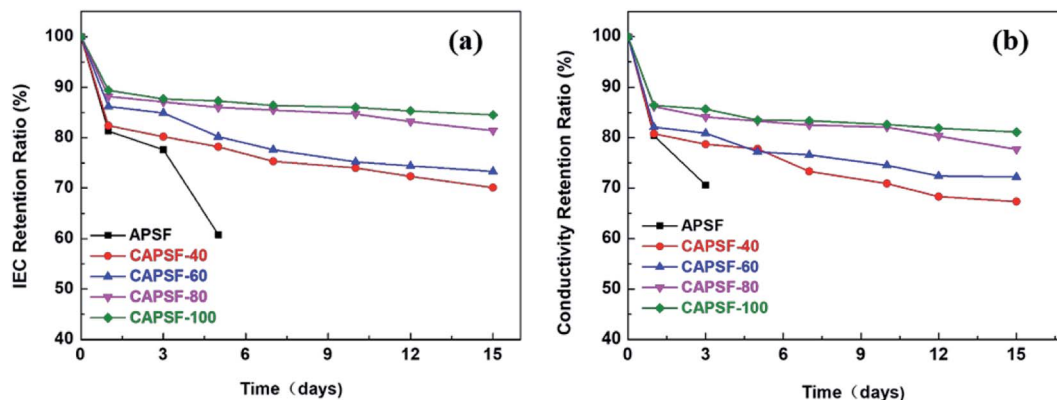 (a)
IEC Retention Ratio (%)
100
90
80
70
60
50
40
APSF
CAPSF-40
CAPSF-60
CAPSF-80
CAPSF-100
0
3
6
9
12
15
Time（days）
(b)
Conductivity Retention Ratio (%)
100
90
80
70
60
50
40
APSF
CAPSF-40
CAPSF-60
CAPSF-80
CAPSF-100
0
3
6
9
12
15
Time（days）